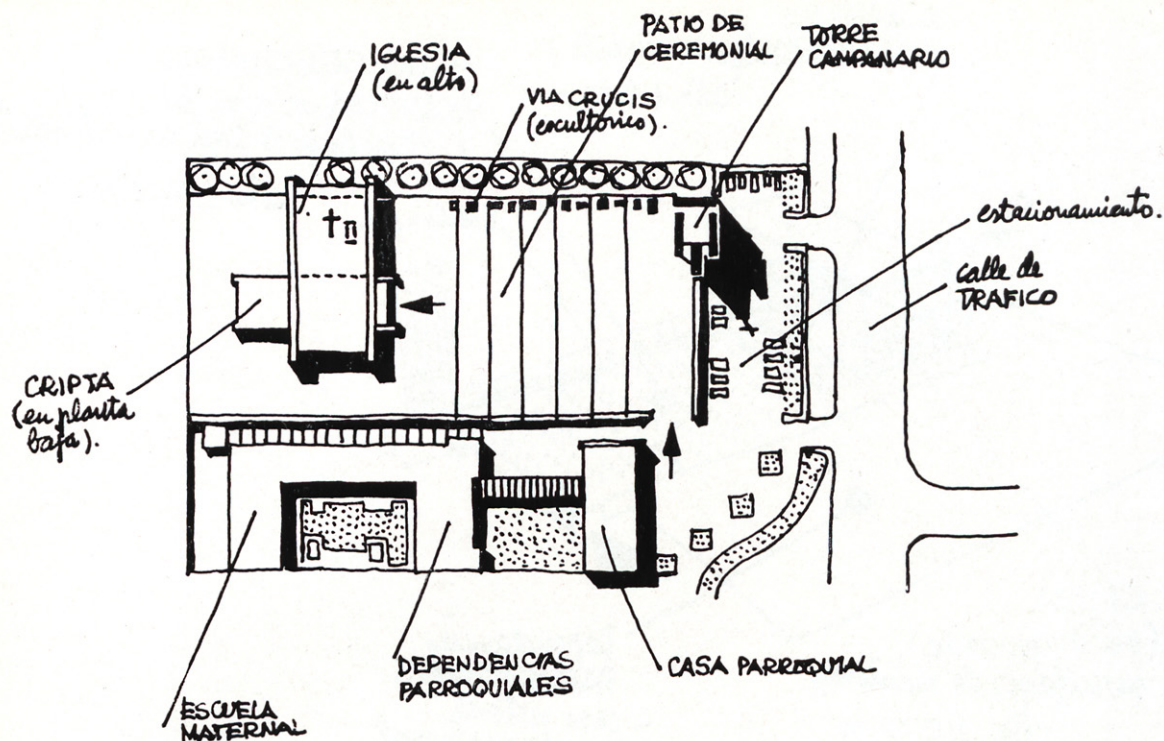 PATIO DE
CEREMONIAL
TORRE
CAMPANARIO
IGLESIA
(en alto)
VIA CRUCIS
(escultórico).
estacionamiento.
calle de
TRAFICO
CRIPTA
(en planta
baja).
DEPENDENCIAS
PARROQUIALES
CASA PARROQUIAL
ESCUELA
MATERNAL